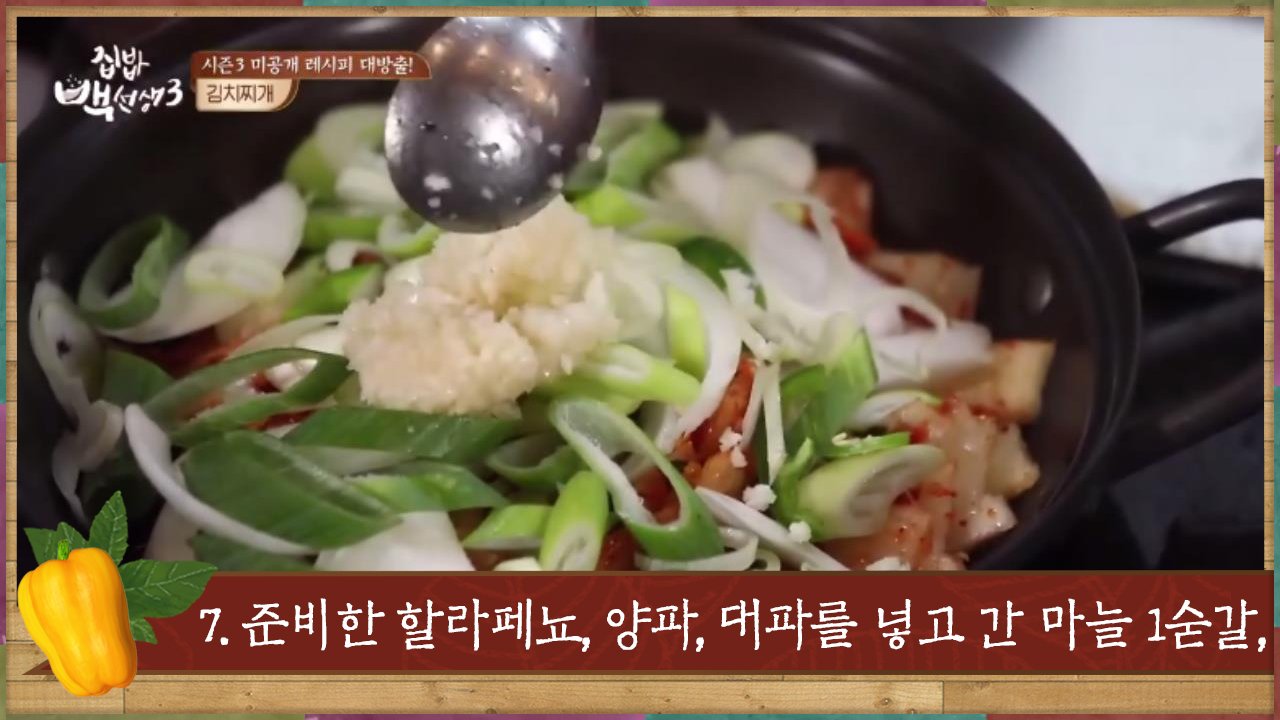 집밥
백선생3
시즌3 미공개 레시피 대방출!
김치찌개
7. 준비한 할라페뇨, 양파, 대파를 넣고 간 마늘 1숟갈,